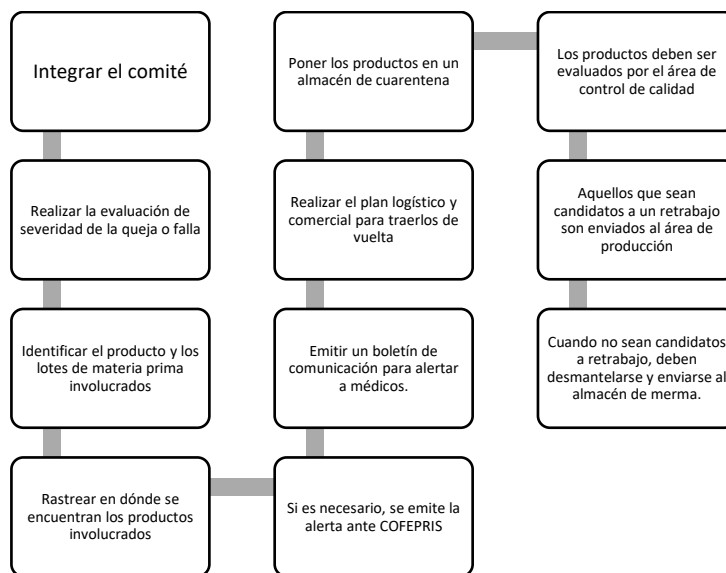 Integrar el comité
Realizar la evaluación de
severidad de la queja o falla
Identificar el producto y los
lotes de materia prima
involucrados
Rastrear en dónde se
encuentran los productos
involucrados
Si es necesario, se emite la
alerta ante COFEPRIS
Emitir un boletín de
comunicación para alertar
a médicos.
Realizar el plan logístico y
comercial para traerlos de
vuelta
Poner los productos en un
almacén de cuarentena
Los productos deben ser
evaluados por el área de
control de calidad
Aquellos que sean
candidatos a un retrabajo
son enviados al área de
producción
Cuando no sean candidatos
a retrabajo, deben
desmantelarse y enviarse al
almacén de merma.